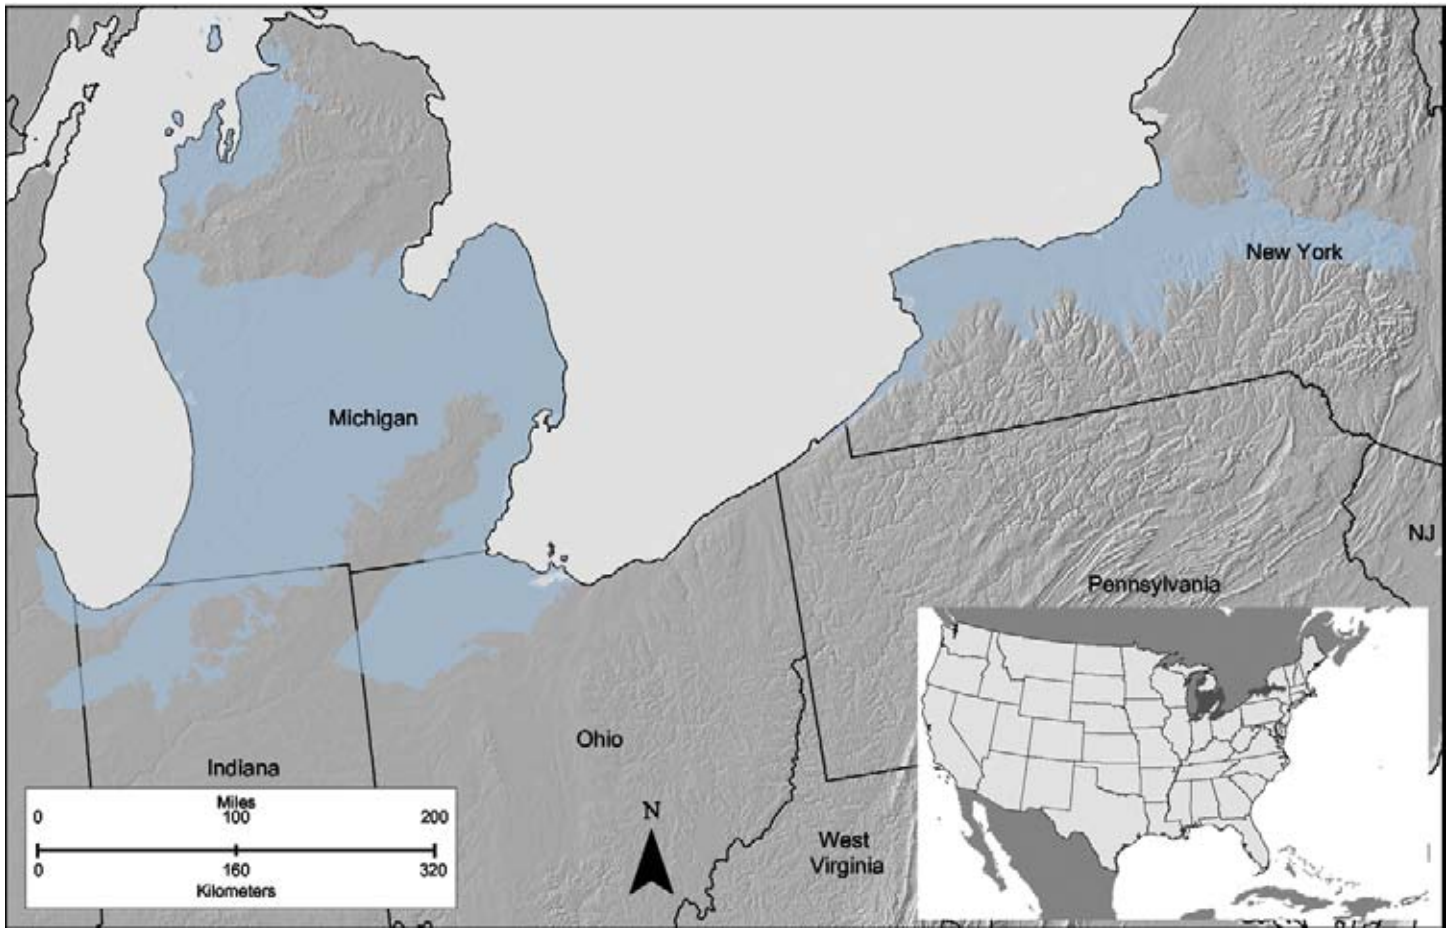 New York
Michigan
NJ
Pennsylvania
Ohio
Indiana
Miles
0 100 200
0 160 320
Kilometers
N
West
Virginia